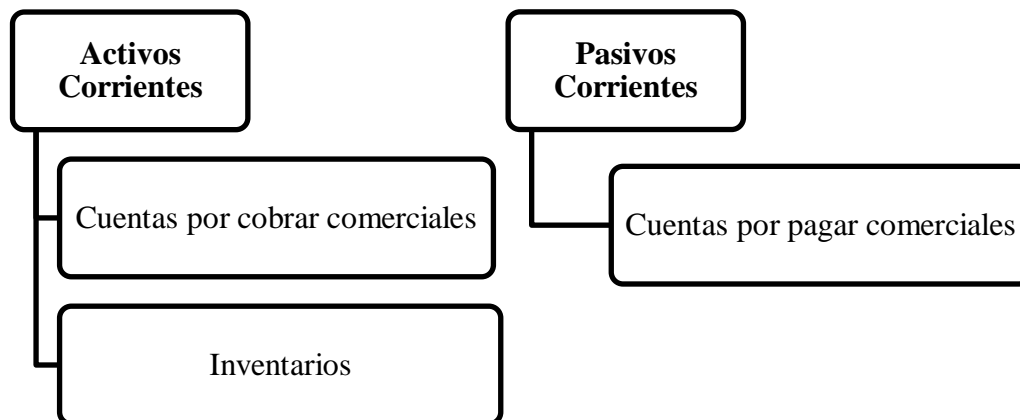 Activos
Corrientes
Cuentas por cobrar comerciales
Inventarios
Pasivos
Corrientes
Cuentas por pagar comerciales